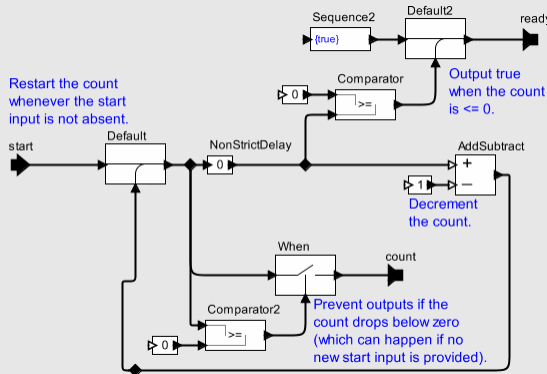 Default2
Sequence2
ready
{true}
Comparator
Output true
when the count
is <= 0.
0
>=
Restart the count
whenever the start
input is not absent.
Default
start
NonStrictDelay
0
AddSubtract
+
1
−
Decrement
the count.
When
count
Comparator2
>=
0
Prevent outputs if the
count drops below zero
(which can happen if no
new start input is provided).